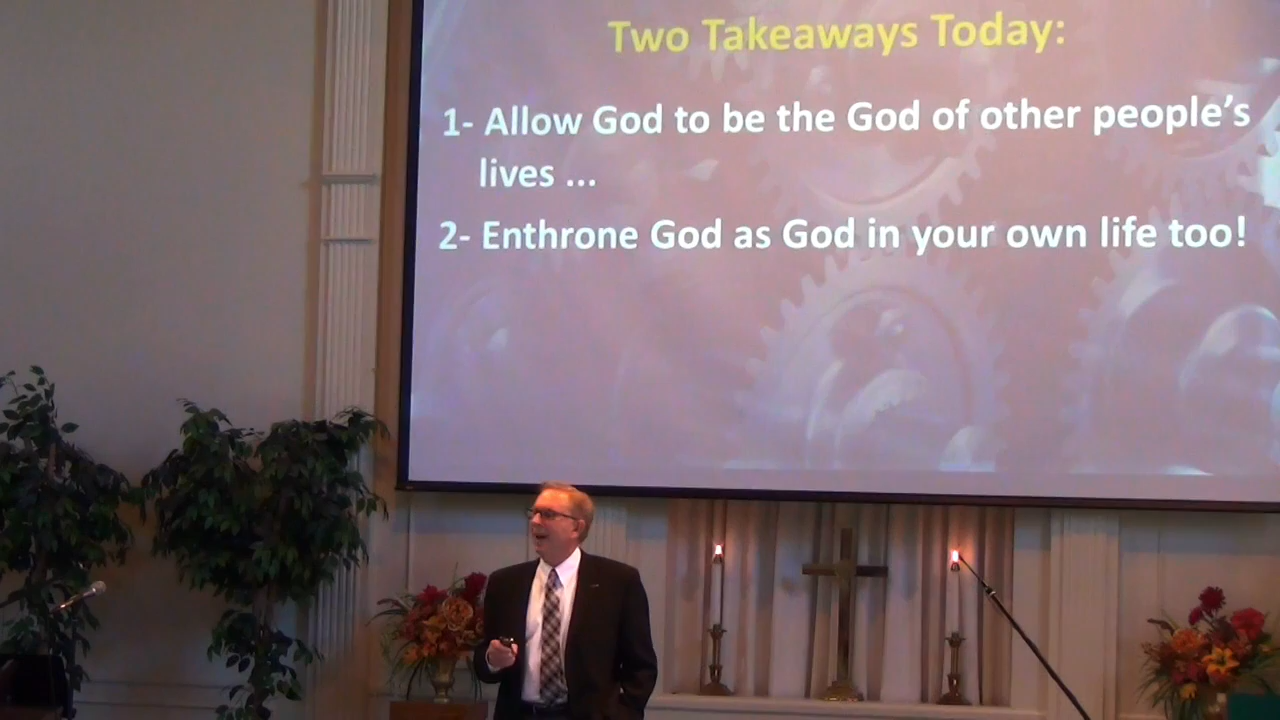 Two Takeaways Today:
1- Allow God to be the God of other people's
lives ...
2- Enthrone God as God in your own life too!